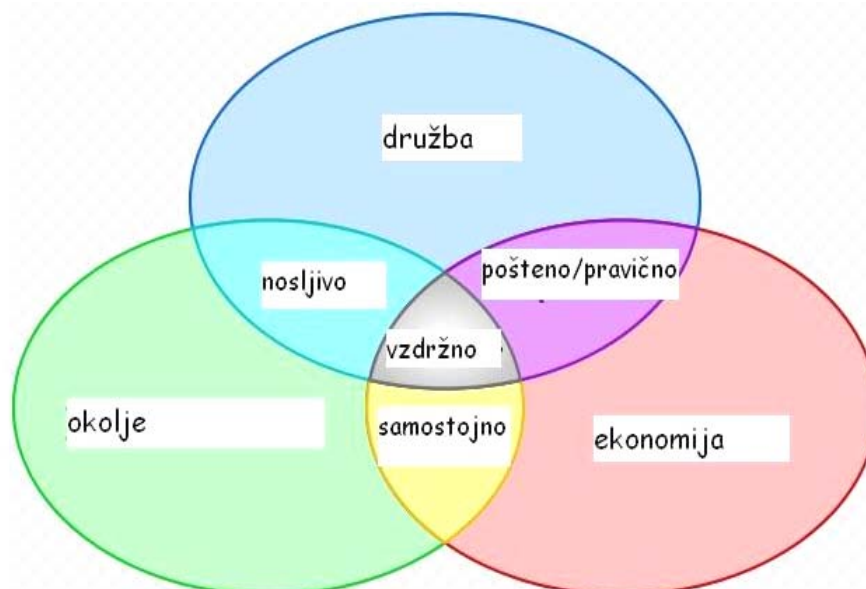 družba
nosljivo
pošteno/pravično
vzdržno
okolje
samostojno
ekonomija